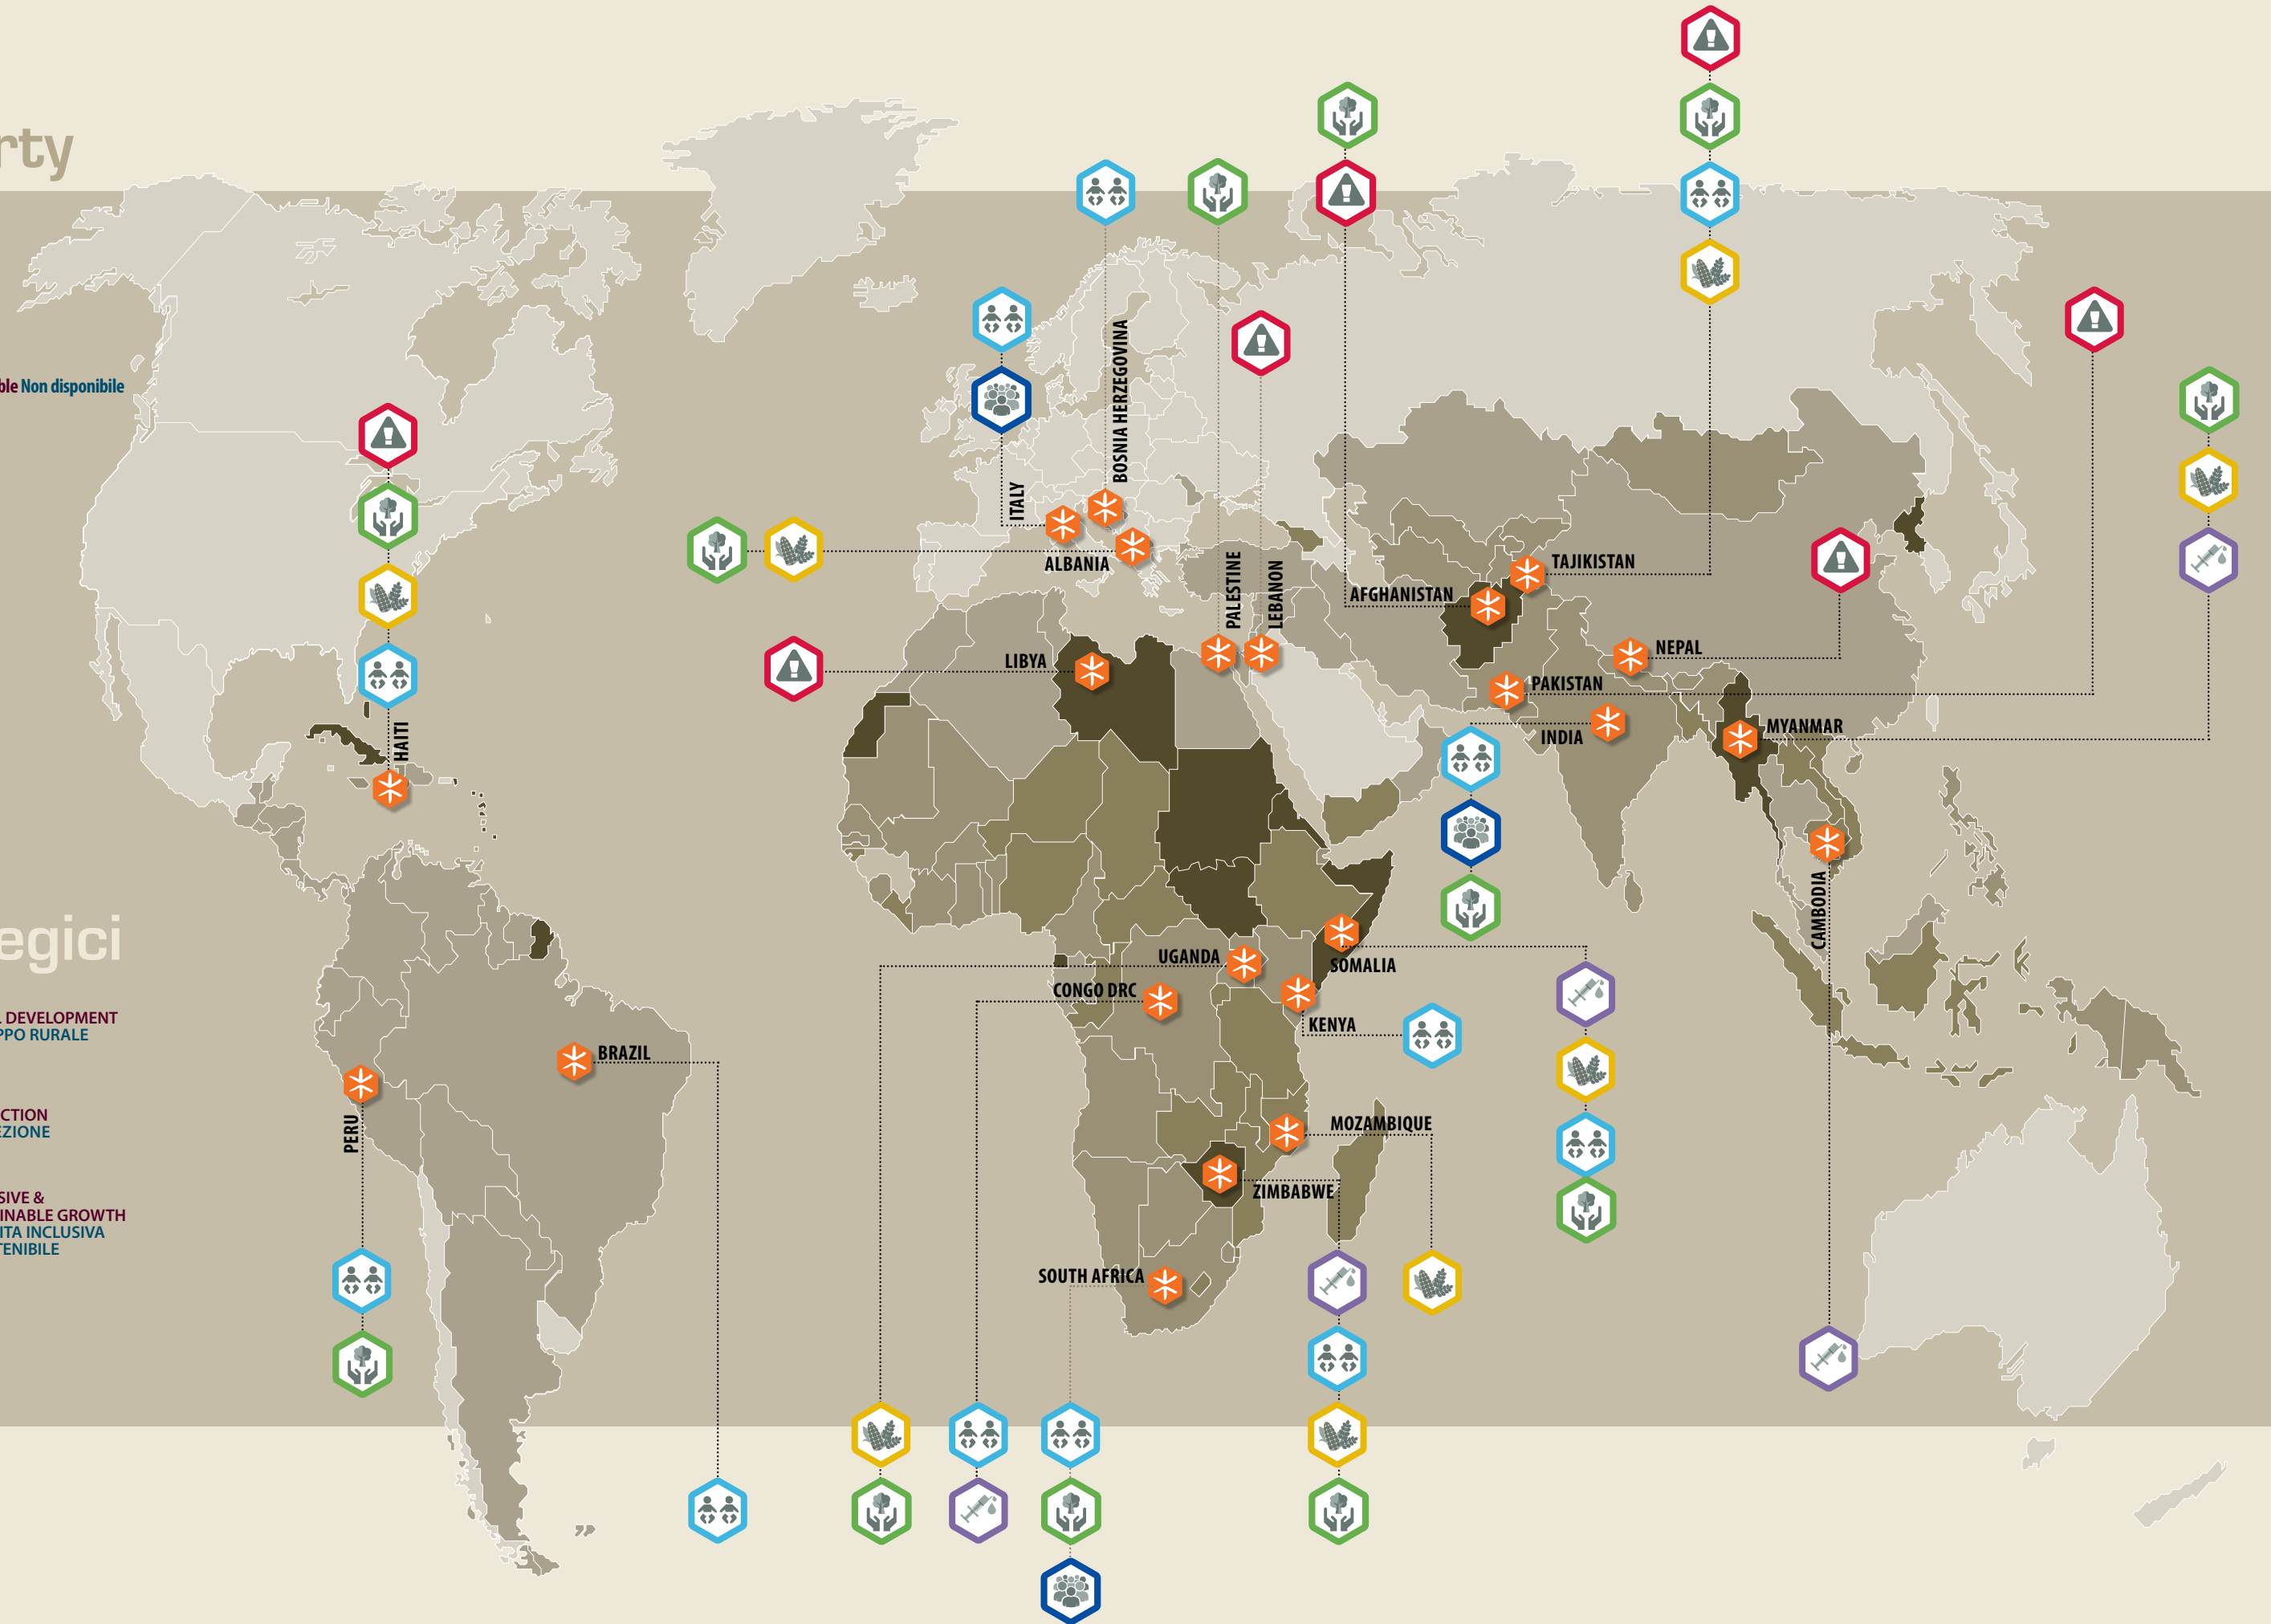 rty
ble Non disponibile
BOSNIA HERZEGOVINA
ITALY
ALBANIA
PALESTINE
LEBANON
AFGHANISTAN
TAJIKISTAN
LIBYA
NEPAL
PAKISTAN
INDIA
MYANMAR
HAITI
CAMBODIA
egici
UGANDA
SOMALIA
CONGO DRC
KENYA
L DEVELOPMENT
PPO RURALE
BRAZIL
PERU
CTION
EZIONE
MOZAMBIQUE
ZIMBABWE
SIVE &
INABLE GROWTH
ITA INCLUSIVA
TENIBILE
SOUTH AFRICA